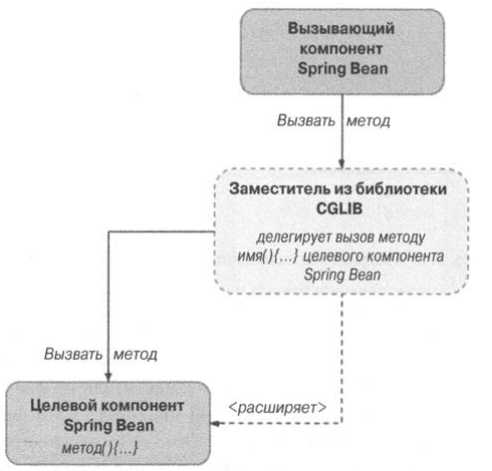 Вызывающий
компонент
Spring Bean
Вызвать метод
Заместитель из библиотеки
CGLIB
делегирует вызов методу
имя(){...} целевого компонента
Spring Bean
Вызвать метод
<расширяет>
Целевой компонент
Spring Bean
метод(){...}